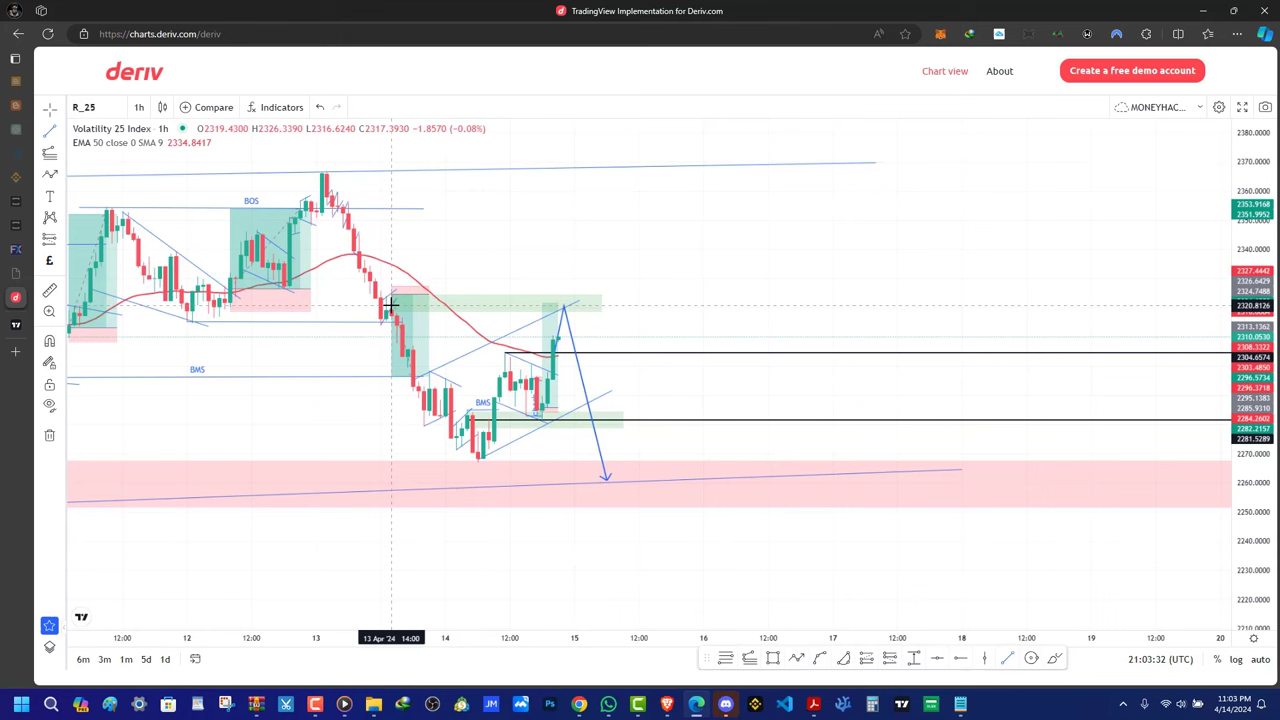 TradingView Implementation for Deriv.com
https://charts.deriv.com/deriv
deriv
Chart view
About
Create a free demo account
R_25
1h
Compare
Indicators
MONEYHAC...
Volatility 25 Index · 1h
O2319.4300 H2326.3390 L2316.6240 C2317.3930 −1.8570 (−0.08%)
EMA 50 close 0 SMA 9 2334.8417
BOS
BMS
BMS
2380.0000
2370.0000
2360.0000
2353.9168
2351.9952
2340.0000
2327.4442
2326.6429
2324.7488
2320.8126
2313.1362
2310.0530
2308.3322
2304.6574
2303.4850
2296.5734
2296.3718
2295.1383
2285.9310
2284.2602
2282.2157
2281.5289
2270.0000
2260.0000
2250.0000
2240.0000
2230.0000
2220.0000
2210.0000
12:00
12
12:00
13
13 Apr '24 14:00
14
12:00
15
12:00
16
12:00
17
12:00
18
12:00
19
12:00
20
6m
3m
1m
5d
1d
21:03:32 (UTC)
%
log
auto
11:03 PM
4/14/2024